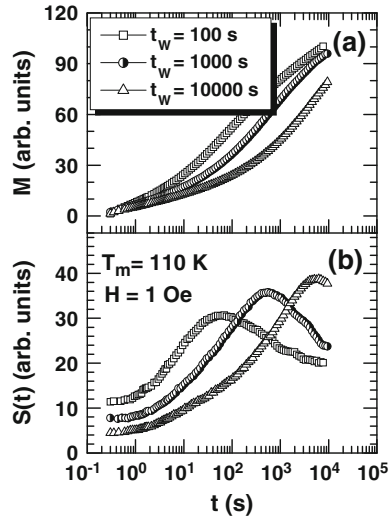 120
90
60
30
0
M (arb. units)
t_W = 100 s
t_W = 1000 s
t_W = 10000 s
(a)
40
30
20
10
0
S(t) (arb. units)
T_m = 110 K
H = 1 Oe
(b)
10^-1 10^0 10^1 10^2 10^3 10^4 10^5
t (s)